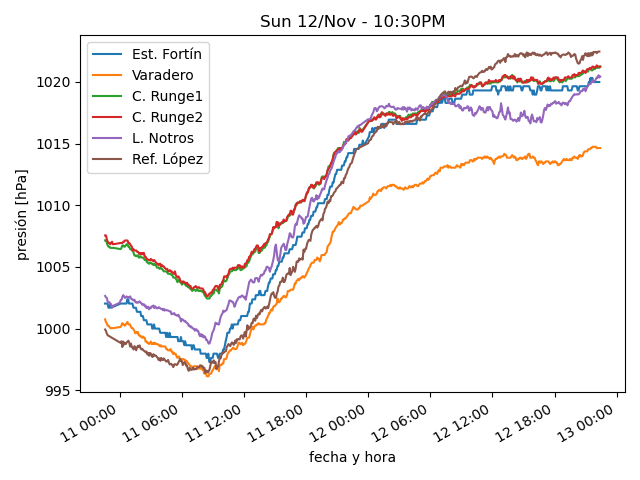 Sun 12/Nov - 10:30PM
Est. Fortín
Varadero
C. Runge1
C. Runge2
L. Notros
Ref. López
presión [hPa]
1020
1015
1010
1005
1000
995
11 00:00
11 06:00
11 12:00
11 18:00
12 00:00
12 06:00
12 12:00
12 18:00
13 00:00
fecha y hora